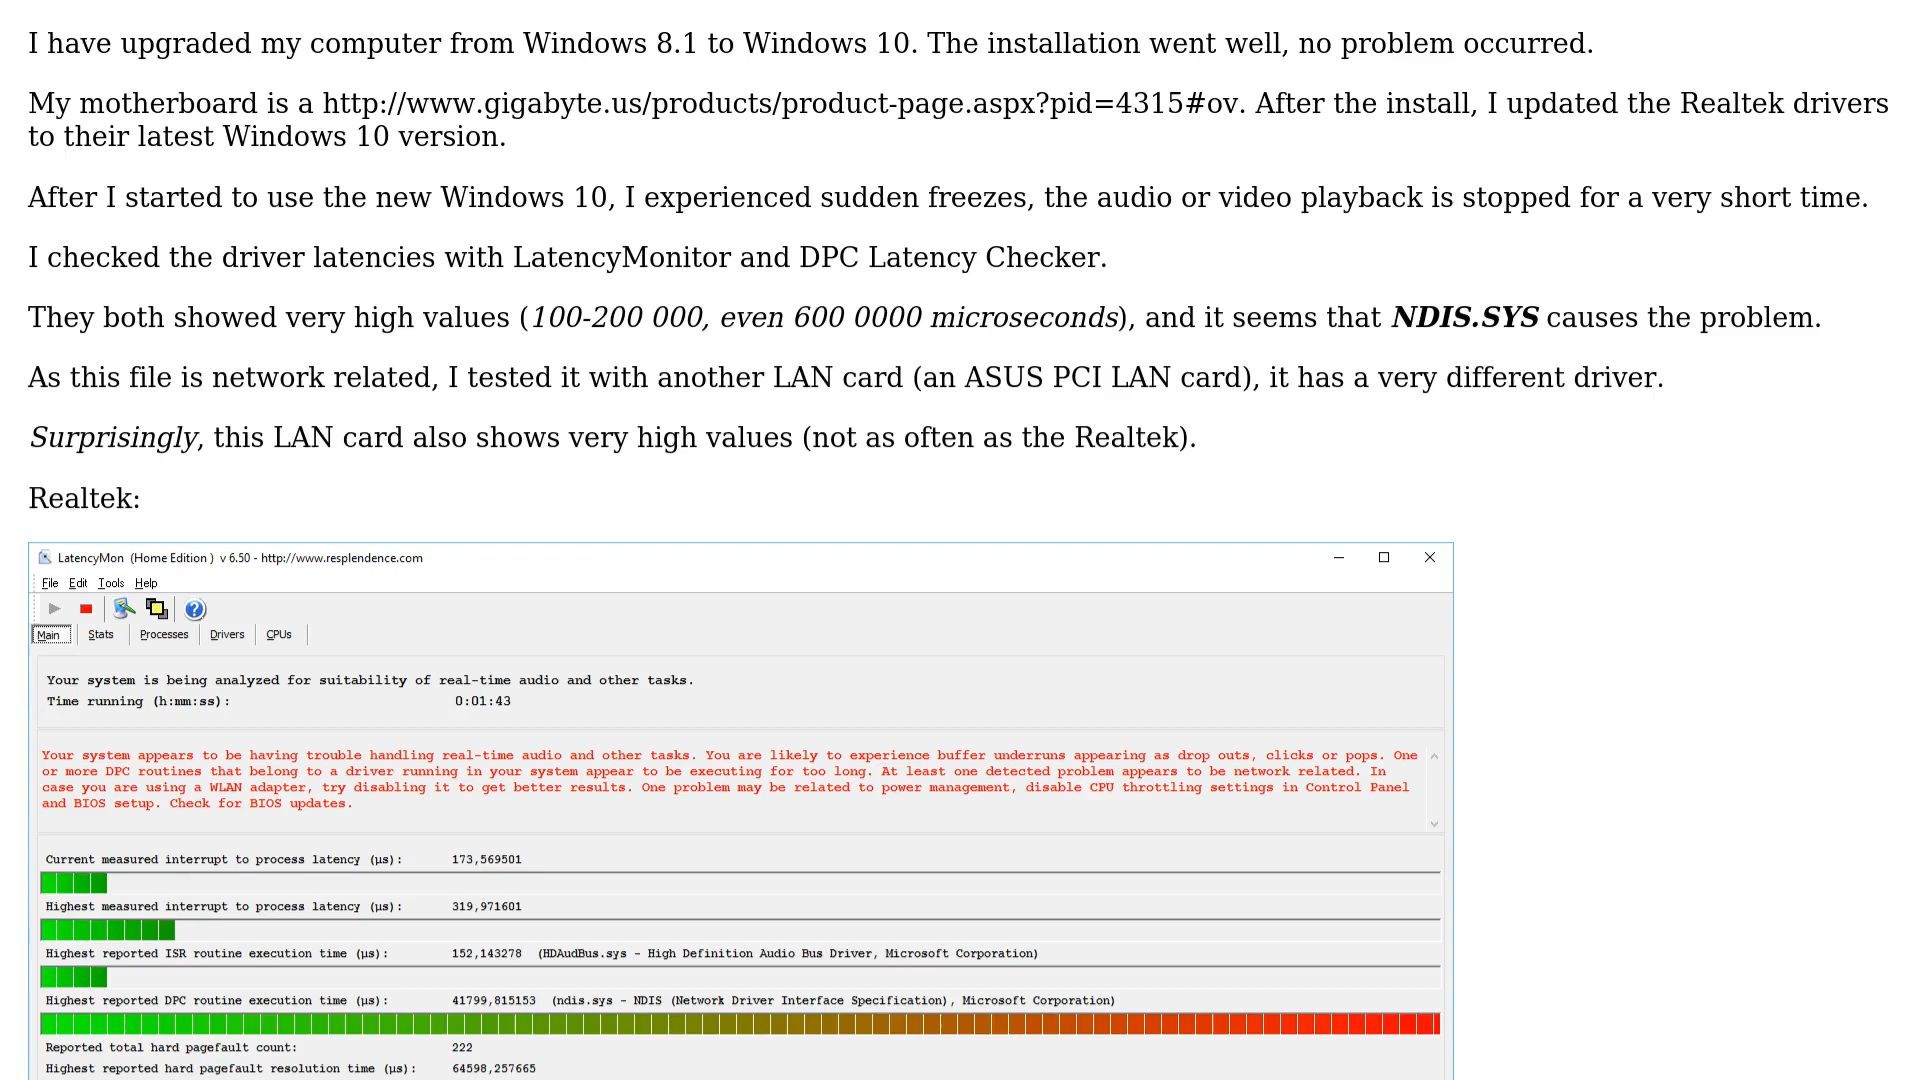 I have upgraded my computer from Windows 8.1 to Windows 10. The installation went well, no problem occurred.
My motherboard is a http://www.gigabyte.us/products/product-page.aspx?pid=4315#ov. After the install, I updated the Realtek drivers
to their latest Windows 10 version.
After I started to use the new Windows 10, I experienced sudden freezes, the audio or video playback is stopped for a very short time.
I checked the driver latencies with LatencyMonitor and DPC Latency Checker.
They both showed very high values (100-200 000, even 600 0000 microseconds), and it seems that NDIS.SYS causes the problem.
As this file is network related, I tested it with another LAN card (an ASUS PCI LAN card), it has a very different driver.
Surprisingly, this LAN card also shows very high values (not as often as the Realtek).
Realtek:
LatencyMon (Home Edition ) v 6.50 - http://www.resplendence.com
File Edit Tools Help
Main Stats Processes Drivers CPUs
Your system is being analyzed for suitability of real-time audio and other tasks.
Time running (h:mm:ss): 0:01:43
Your system appears to be having trouble handling real-time audio and other tasks. You are likely to experience buffer underruns appearing as drop outs, clicks or pops. One
or more DPC routines that belong to a driver running in your system appear to be executing for too long. At least one detected problem appears to be network related. In
case you are using a WLAN adapter, try disabling it to get better results. One problem may be related to power management, disable CPU throttling settings in Control Panel
and BIOS setup. Check for BIOS updates.
Current measured interrupt to process latency (µs): 173,569501
Highest measured interrupt to process latency (µs): 319,971601
Highest reported ISR routine execution time (µs): 152,143278 (HDAudBus.sys - High Definition Audio Bus Driver, Microsoft Corporation)
Highest reported DPC routine execution time (µs): 41799,815153 (ndis.sys - NDIS (Network Driver Interface Specification), Microsoft Corporation)
Reported total hard pagefault count: 222
Highest reported hard pagefault resolution time (µs): 64598,257665